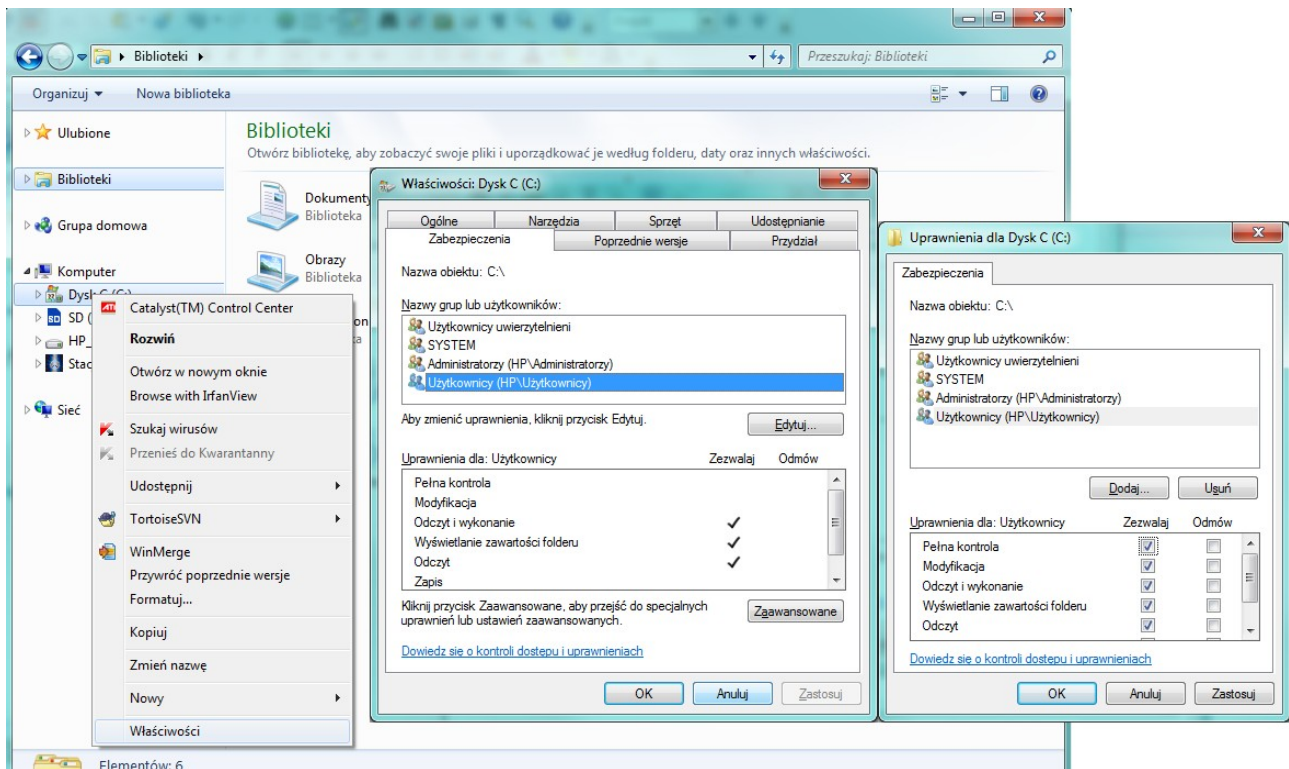 Biblioteki
Przeszukaj: Biblioteki
Organizuj
Nowa biblioteka
Ulubione
Biblioteki
Grupa domowa
Komputer
SD (
HP_
Sieć
Biblioteki
Otwórz bibliotekę, aby zobaczyć swoje pliki i uporządkować je według folderu, daty oraz innych właściwości.
Dokumenty
Biblioteka
Obrazy
Biblioteka
Catalyst(TM) Control Center
Rozwiń
Otwórz w nowym oknie
Browse with IrfanView
Szukaj wirusów
Przenieś do Kwarantanny
Udostępnij
TortoiseSVN
WinMerge
Przywróć poprzednie wersje
Formatuj...
Kopiuj
Zmień nazwę
Nowy
Właściwości
Elementów: 6
Właściwości: Dysk C (C:)
Ogólne Narzędzia Sprzęt Udostępnianie
Zabezpieczenia Poprzednie wersje Przydział
Nazwa obiektu: C:\
Nazwy grup lub użytkowników:
Użytkownicy uwierzytelnieni
SYSTEM
Administratorzy (HP\Administratorzy)
Użytkownicy (HP\Użytkownicy)
Aby zmienić uprawnienia, kliknij przycisk Edytuj.
Edytuj...
Uprawnienia dla: Użytkownicy Zezwalaj Odmów
Pełna kontrola
Modyfikacja
Odczyt i wykonanie
Wyświetlanie zawartości folderu
Odczyt
Zapis
Kliknij przycisk Zaawansowane, aby przejść do specjalnych
uprawnień lub ustawień zaawansowanych.
Zaawansowane
Dowiedz się o kontroli dostępu i uprawnieniach
OK Anuluj Zastosuj
Uprawnienia dla Dysk C (C:)
Zabezpieczenia
Nazwa obiektu: C:\
Nazwy grup lub użytkowników:
Użytkownicy uwierzytelnieni
SYSTEM
Administratorzy (HP\Administratorzy)
Użytkownicy (HP\Użytkownicy)
Dodaj... Usuń
Uprawnienia dla: Użytkownicy Zezwalaj Odmów
Pełna kontrola
Modyfikacja
Odczyt i wykonanie
Wyświetlanie zawartości folderu
Odczyt
Dowiedz się o kontroli dostępu i uprawnieniach
OK Anuluj Zastosuj